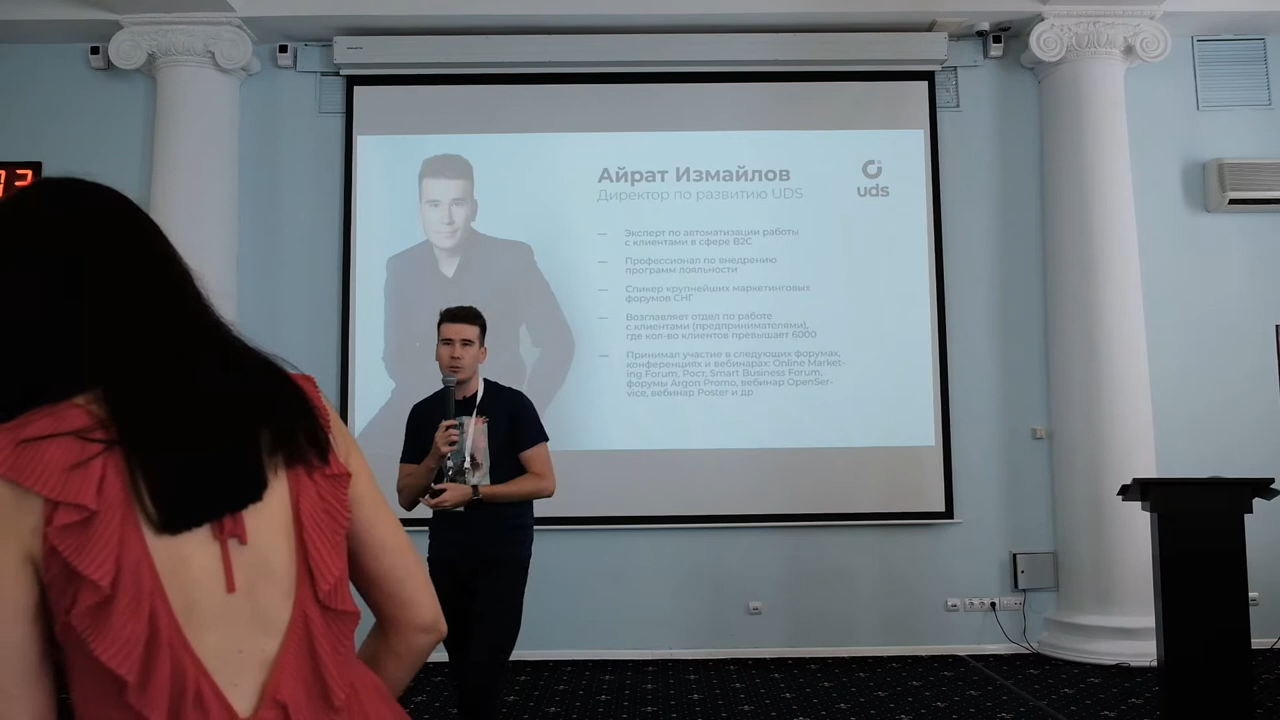 Айрат Измайлов
Директор по развитию UDS
uds
— Эксперт по автоматизации работы
с клиентами в сфере B2C
— Профессионал по внедрению
программ лояльности
— Спикер крупнейших маркетинговых
форумов СНГ
— Возглавляет отдел по работе
с клиентами (предпринимателями),
где кол-во клиентов превышает 6000
— Принимал участие в следующих форумах,
конференциях и вебинарах: Online Market-
ing Forum, Рост, Smart Business Forum,
форумы Argon Promo, вебинар OpenSer-
vice, вебинар Poster и др